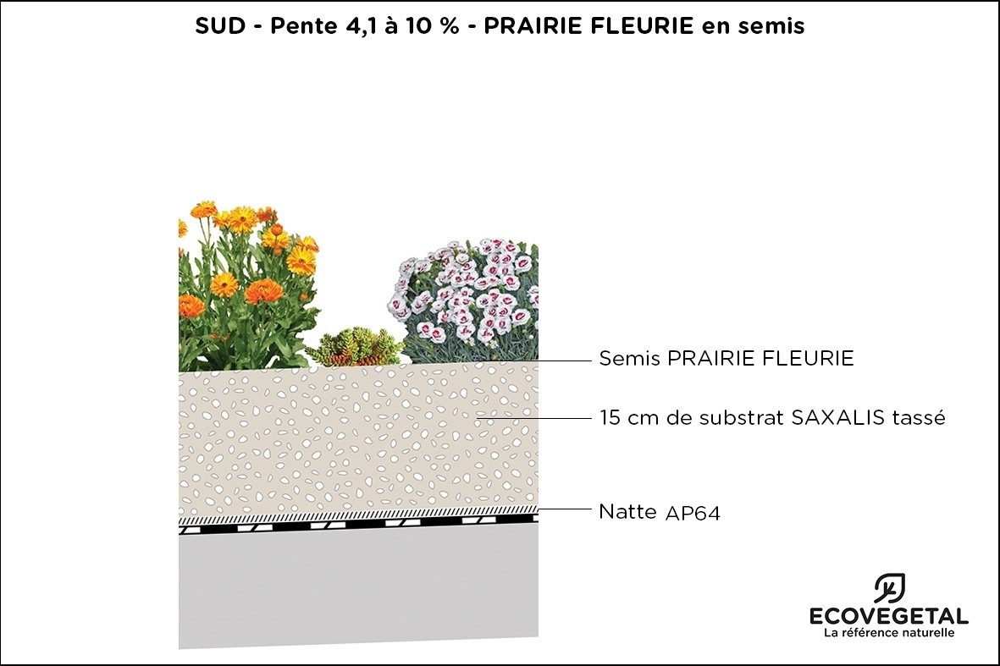 SUD - Pente 4,1 à 10 % - PRAIRIE FLEURIE en semis
Semis PRAIRIE FLEURIE
15 cm de substrat SAXALIS tassé
Natte AP64
ECOVEGETAL
La référence naturelle